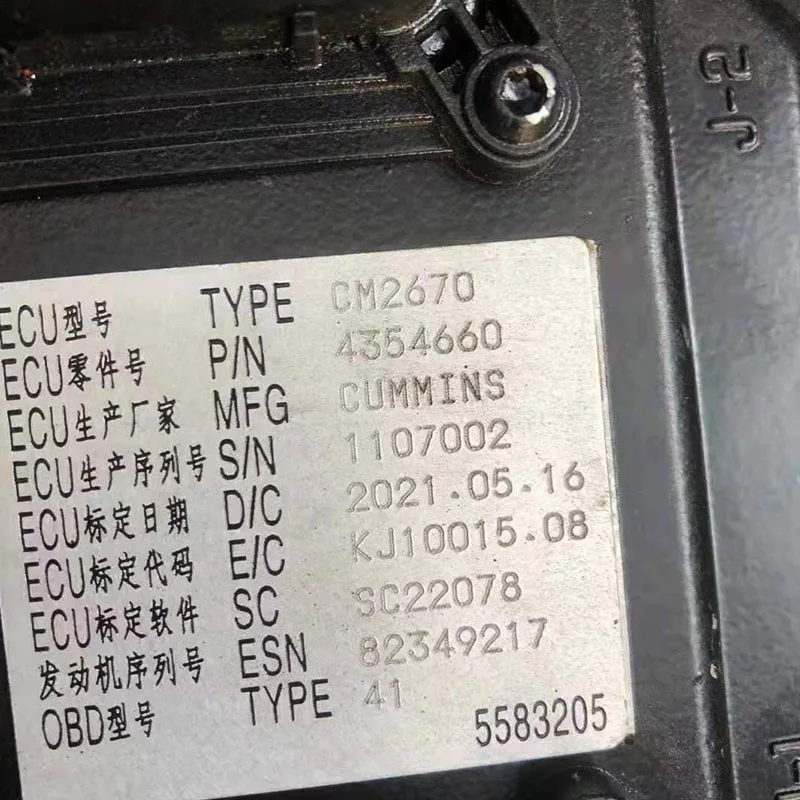 J-2
ECU型号 TYPE CM2670
ECU零件号 P/N 4354660
ECU生产厂家 MFG CUMMINS
ECU生产序列号 S/N 1107002
ECU标定日期 D/C 2021.05.16
ECU标定代码 E/C KJ10015.08
ECU标定软件 SC SC22078
发动机序列号 ESN 82349217
OBD型号 TYPE 41
5583205